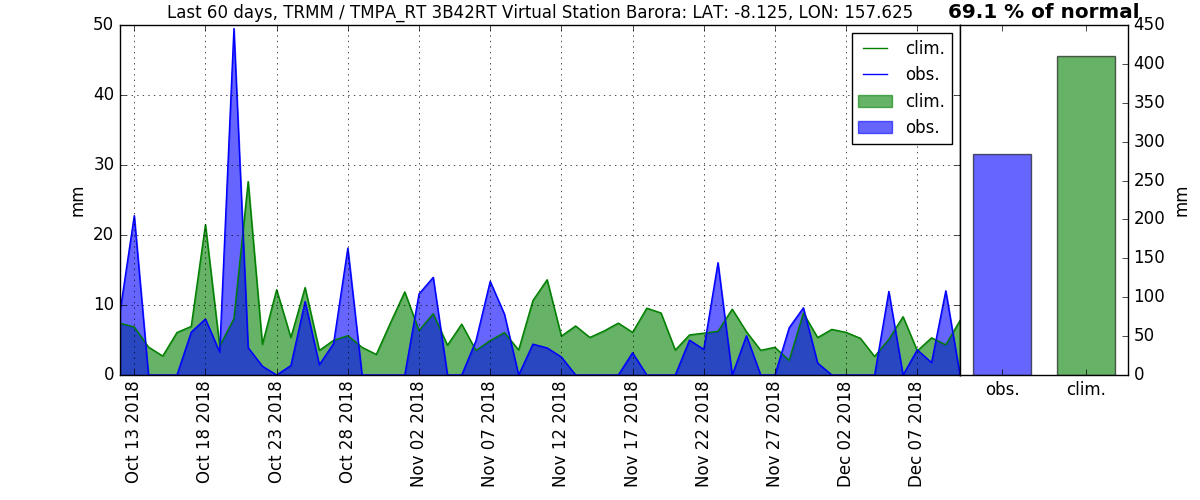 Last 60 days, TRMM / TMPA_RT 3B42RT Virtual Station Barora: LAT: -8.125, LON: 157.625
69.1 % of normal
mm
50
40
30
20
10
0
clim.
obs.
clim.
obs.
Oct 13 2018
Oct 18 2018
Oct 23 2018
Oct 28 2018
Nov 02 2018
Nov 07 2018
Nov 12 2018
Nov 17 2018
Nov 22 2018
Nov 27 2018
Dec 02 2018
Dec 07 2018
obs.
clim.
450
400
350
300
250
200
150
100
50
0
mm